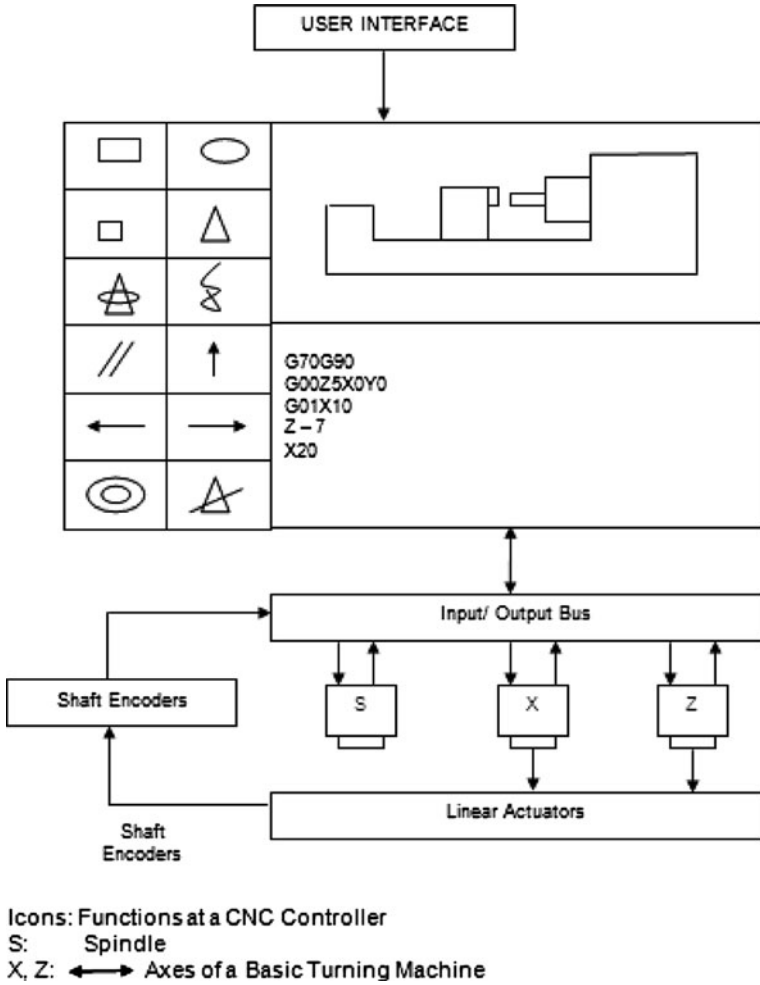 USER INTERFACE
G70G90
G00Z5X0Y0
G01X10
Z – 7
X20
Input/ Output Bus
Shaft Encoders
S
X
Z
Linear Actuators
Shaft
Encoders
Icons: Functions at a CNC Controller
S: Spindle
X, Z: Axes of a Basic Turning Machine